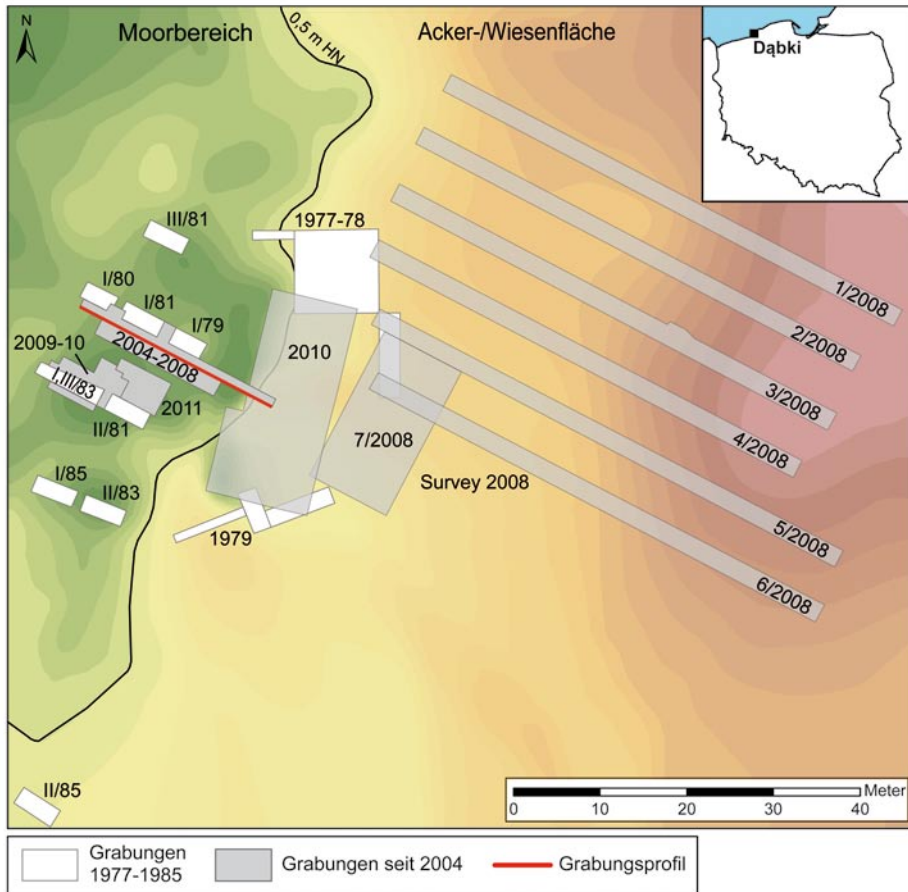 N
Moorbereich
0,5 m HN
Acker-/Wiesenfläche
Dąbki
III/81
1977-78
I/80
I/81
I/79
2004-2008
2009-10
I,III/83
2011
II/81
2010
7/2008
I/85
II/83
1979
Survey 2008
1/2008
2/2008
3/2008
4/2008
5/2008
6/2008
II/85
Meter
0 10 20 30 40
Grabungen
1977-1985
Grabungen seit 2004
Grabungsprofil